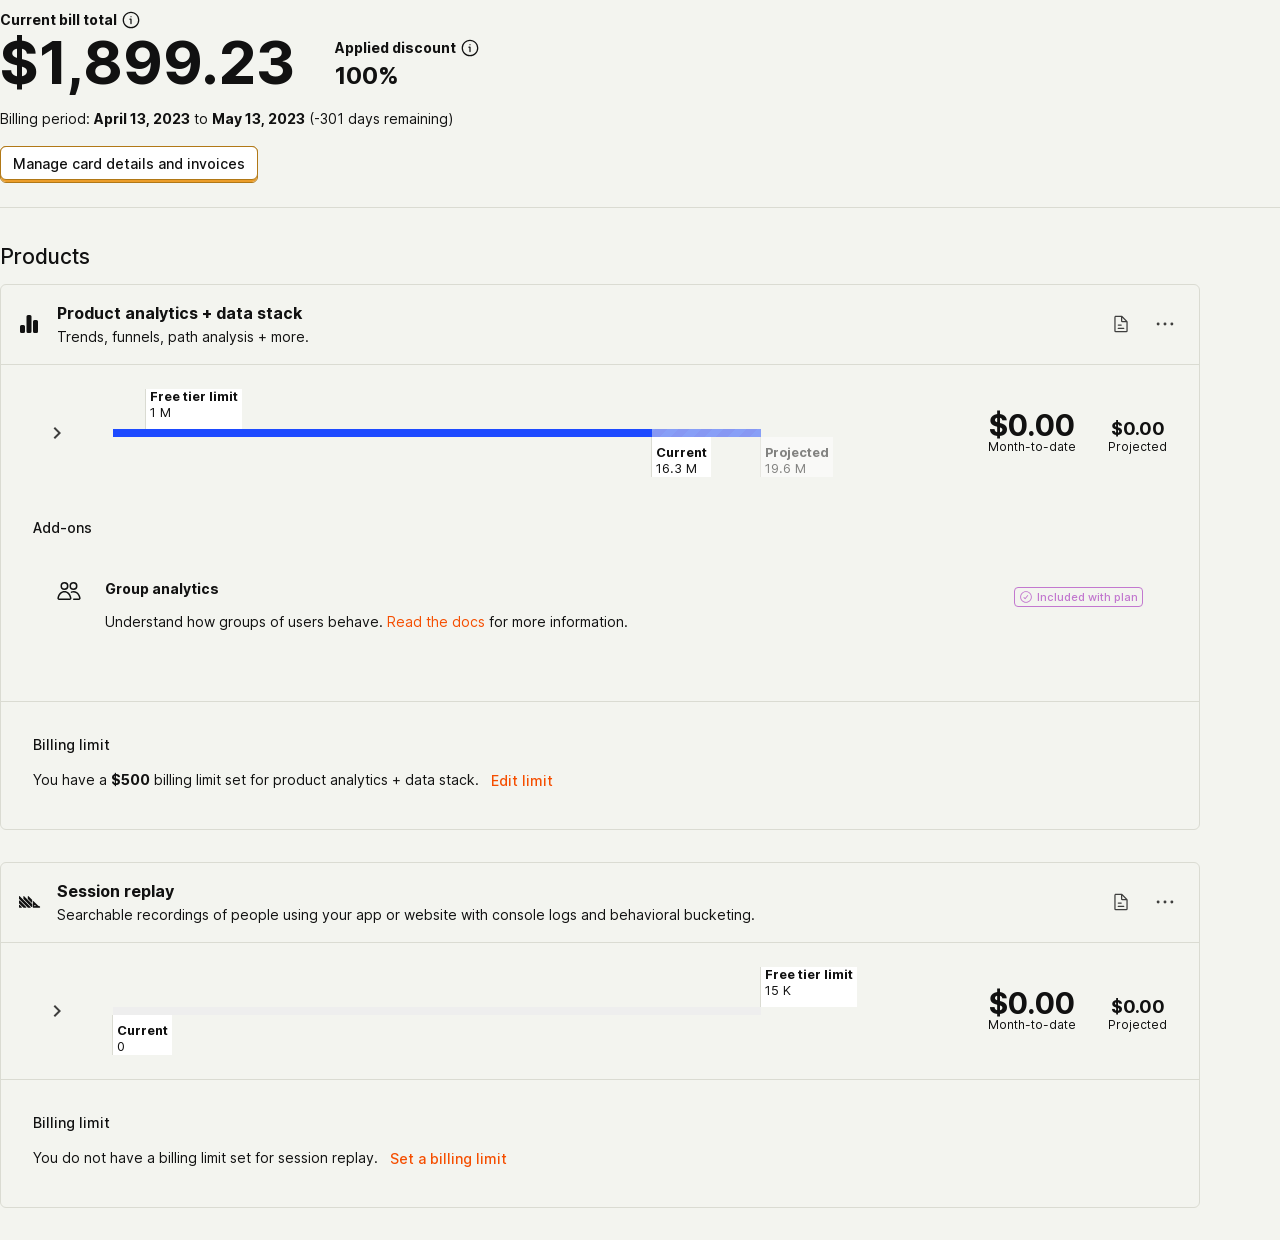 Current bill total
$1,899.23
Applied discount
100%
Billing period: April 13, 2023 to May 13, 2023 (-301 days remaining)
Manage card details and invoices
Products
Product analytics + data stack
Trends, funnels, path analysis + more.
Free tier limit
1 M
Current
16.3 M
Projected
19.6 M
$0.00
Month-to-date
$0.00
Projected
Add-ons
Group analytics
Included with plan
Understand how groups of users behave. Read the docs for more information.
Billing limit
You have a $500 billing limit set for product analytics + data stack. Edit limit
Session replay
Searchable recordings of people using your app or website with console logs and behavioral bucketing.
Free tier limit
15 K
Current
0
$0.00
Month-to-date
$0.00
Projected
Billing limit
You do not have a billing limit set for session replay. Set a billing limit